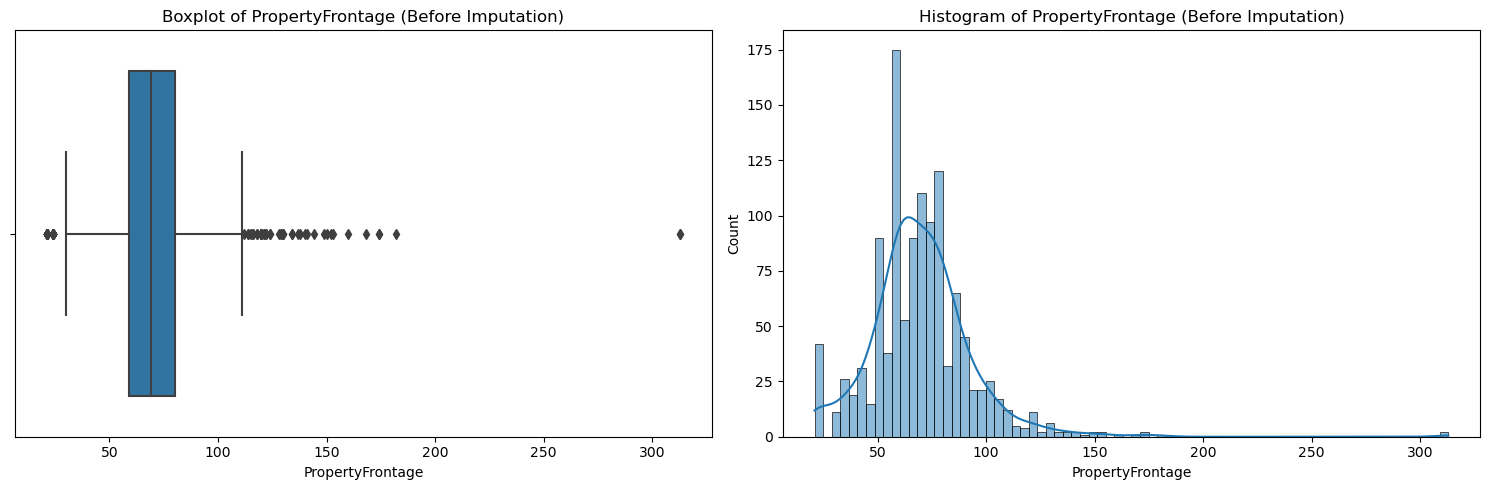 Boxplot of PropertyFrontage (Before Imputation)
50 100 150 200 250 300
PropertyFrontage
Histogram of PropertyFrontage (Before Imputation)
175
150
125
100
75
50
25
0
Count
50 100 150 200 250 300
PropertyFrontage